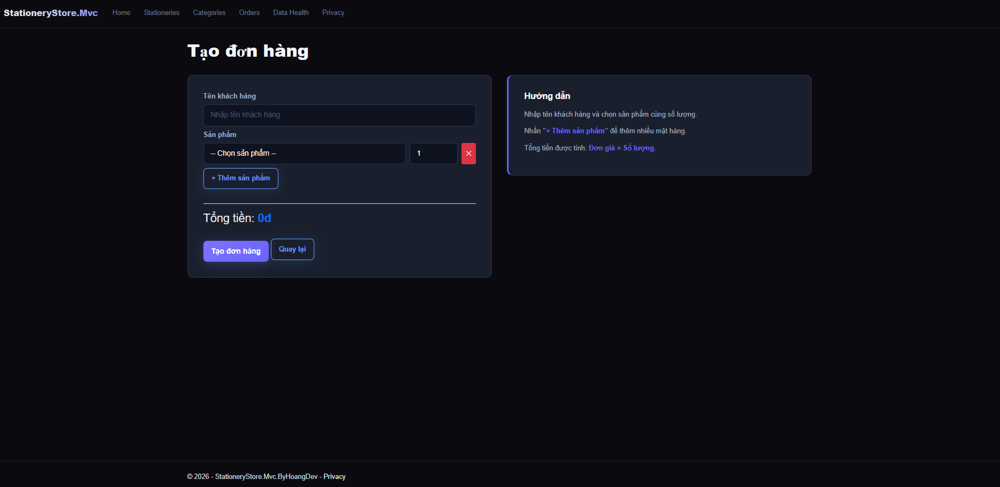 StationeryStore.Mvc Home Stationeries Categories Orders Data Health Privacy
Tạo đơn hàng
Tên khách hàng
Nhập tên khách hàng
Sản phẩm
-- Chọn sản phẩm -- 1 ×
+ Thêm sản phẩm
Tổng tiền: 0đ
Tạo đơn hàng Quay lại
Hướng dẫn
Nhập tên khách hàng và chọn sản phẩm cùng số lượng.
Nhấn "+ Thêm sản phẩm" để thêm nhiều mặt hàng.
Tổng tiền được tính: Đơn giá × Số lượng.
© 2026 - StationeryStore.Mvc.ByHoangDev - Privacy